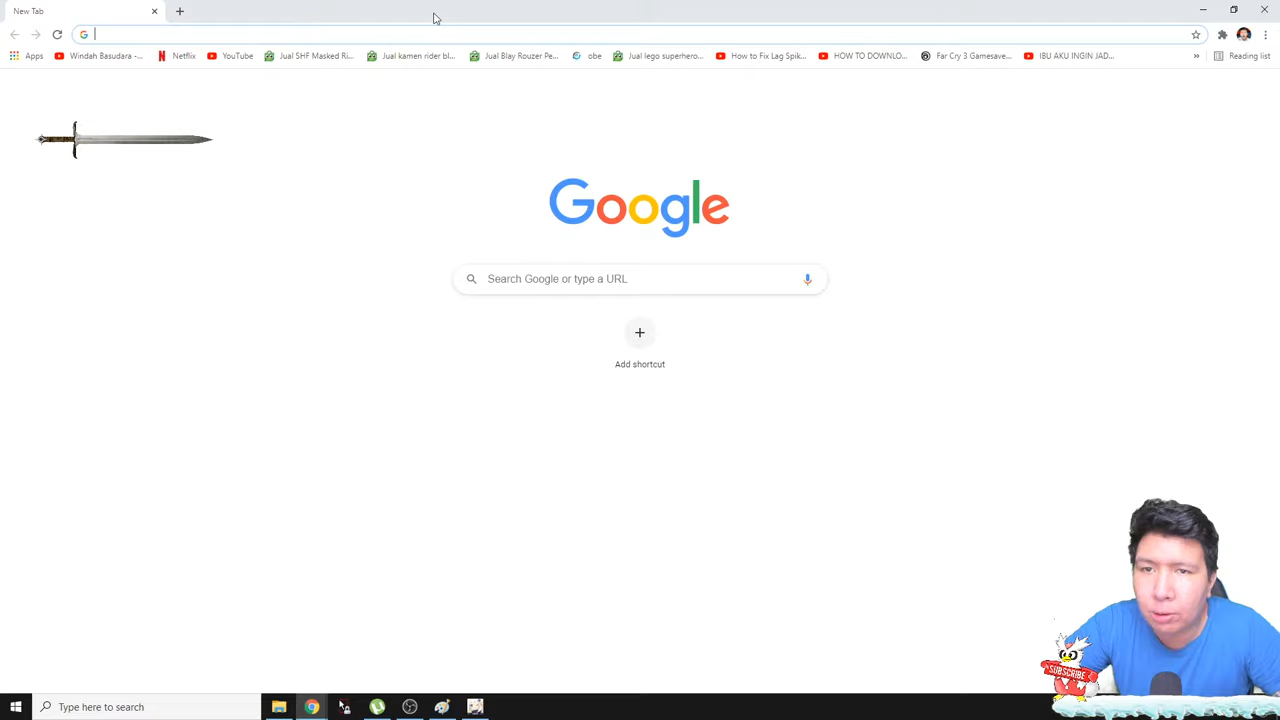 New Tab
Apps
Windah Basudara -...
Netflix
YouTube
Jual SHF Masked Ri...
Jual kamen rider bl...
Jual Blay Rouzer Pe...
obe
Jual lego superhero...
How to Fix Lag Spik...
HOW TO DOWNLO...
Far Cry 3 Gamesave...
IBU AKU INGIN JAD...
Reading list
Google
Search Google or type a URL
Add shortcut
SUBSCRIBE
Type here to search